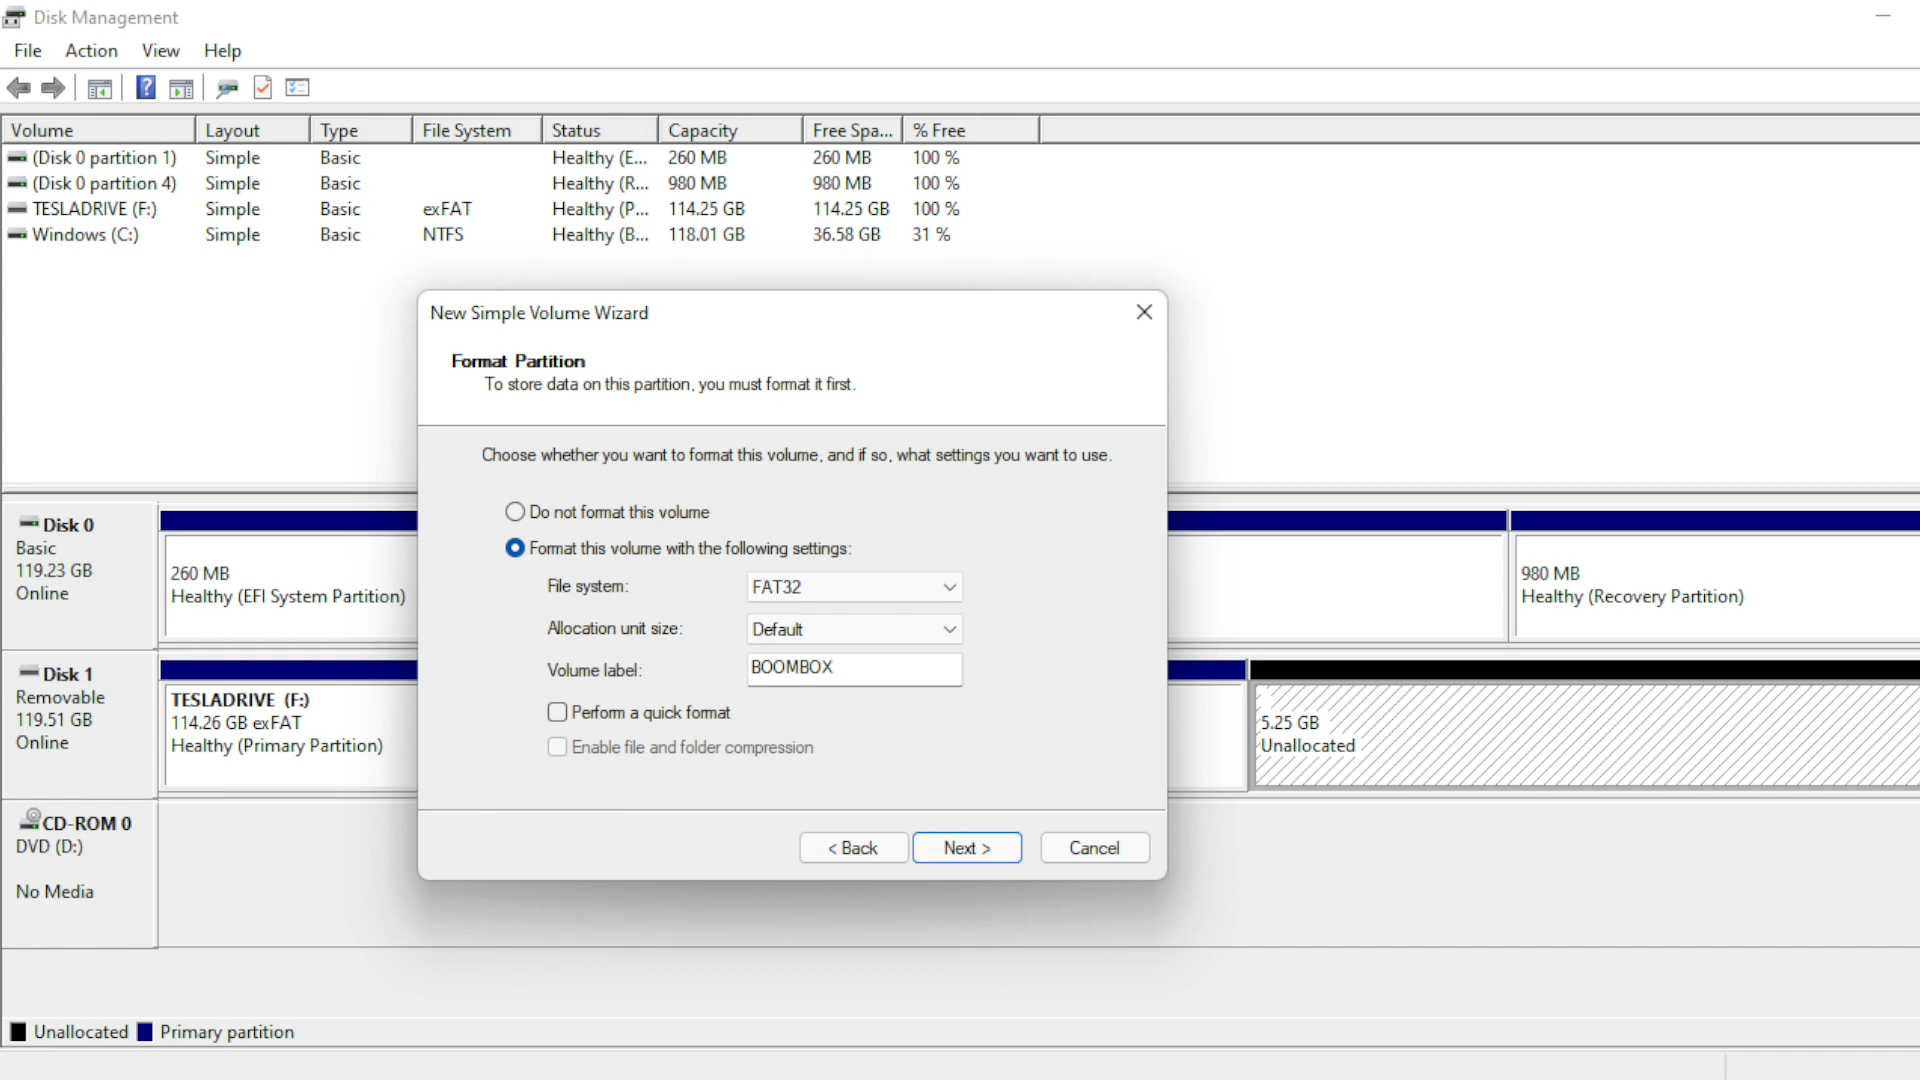 Disk Management
File Action View Help
Volume Layout Type File System Status Capacity Free Spa... % Free
(Disk 0 partition 1) Simple Basic Healthy (E... 260 MB 260 MB 100 %
(Disk 0 partition 4) Simple Basic Healthy (R... 980 MB 980 MB 100 %
TESLADRIVE (F:) Simple Basic exFAT Healthy (P... 114.25 GB 114.25 GB 100 %
Windows (C:) Simple Basic NTFS Healthy (B... 118.01 GB 36.58 GB 31 %
New Simple Volume Wizard
Format Partition
To store data on this partition, you must format it first.
Choose whether you want to format this volume, and if so, what settings you want to use.
Do not format this volume
Format this volume with the following settings:
File system: FAT32
Allocation unit size: Default
Volume label: BOOMBOX
Perform a quick format
Enable file and folder compression
< Back Next > Cancel
Disk 0
Basic
119.23 GB
Online
260 MB
Healthy (EFI System Partition)
980 MB
Healthy (Recovery Partition)
Disk 1
Removable
119.51 GB
Online
TESLADRIVE (F:)
114.26 GB exFAT
Healthy (Primary Partition)
5.25 GB
Unallocated
CD-ROM 0
DVD (D:)
No Media
Unallocated Primary partition